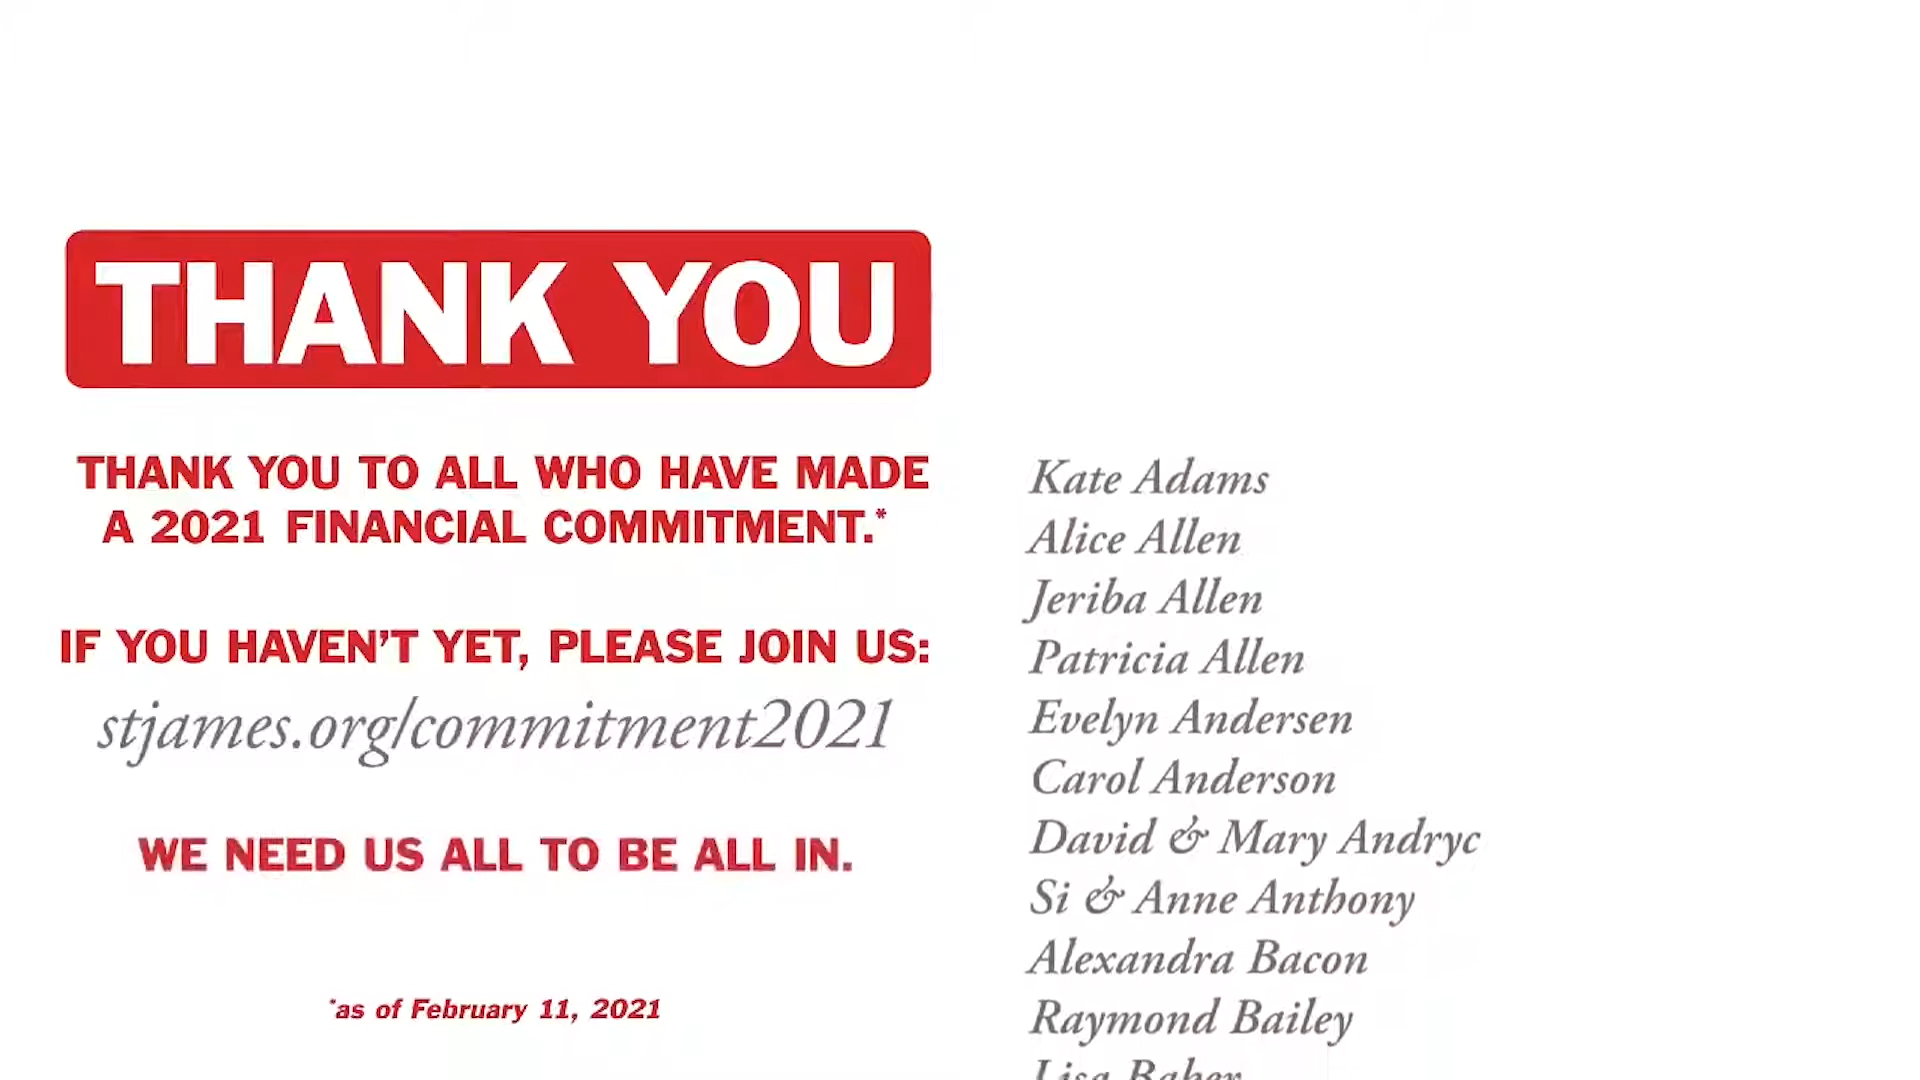 THANK YOU
THANK YOU TO ALL WHO HAVE MADE
A 2021 FINANCIAL COMMITMENT.*
IF YOU HAVEN'T YET, PLEASE JOIN US:
stjames.org/commitment2021
WE NEED US ALL TO BE ALL IN.
*as of February 11, 2021
Kate Adams
Alice Allen
Jeriba Allen
Patricia Allen
Evelyn Andersen
Carol Anderson
David & Mary Andryc
Si & Anne Anthony
Alexandra Bacon
Raymond Bailey